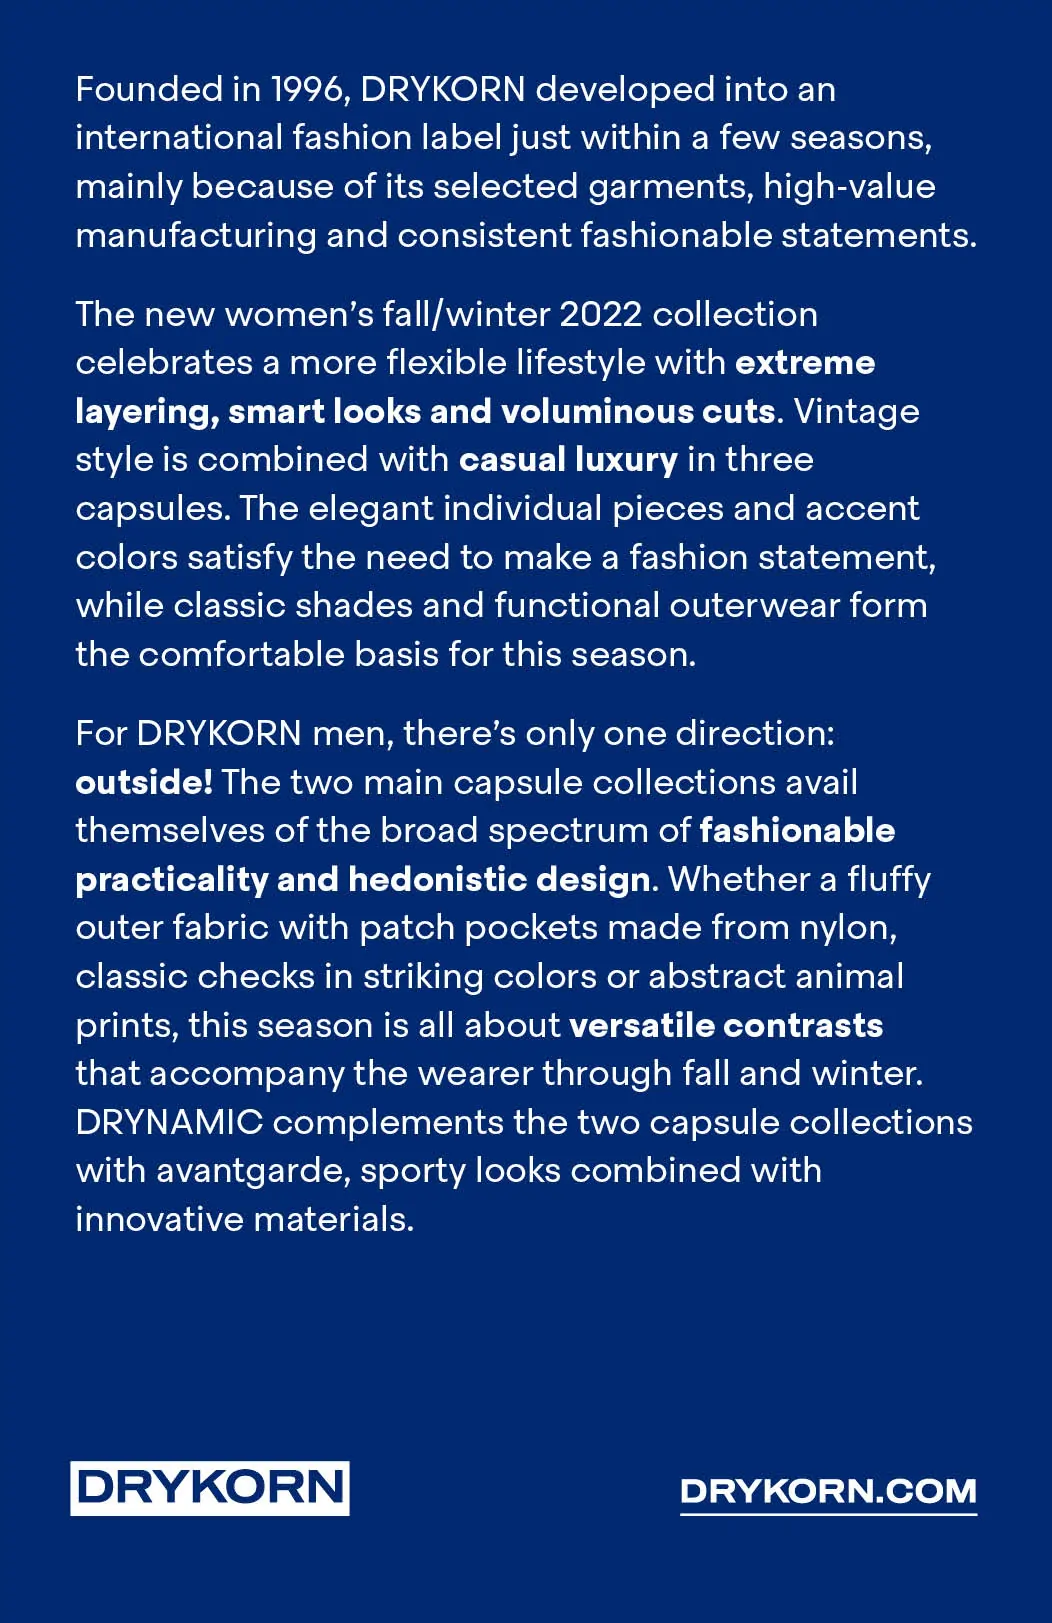 Founded in 1996, DRYKORN developed into an
international fashion label just within a few seasons,
mainly because of its selected garments, high-value
manufacturing and consistent fashionable statements.
The new women’s fall/winter 2022 collection
celebrates a more flexible lifestyle with extreme
layering, smart looks and voluminous cuts. Vintage
style is combined with casual luxury in three
capsules. The elegant individual pieces and accent
colors satisfy the need to make a fashion statement,
while classic shades and functional outerwear form
the comfortable basis for this season.
For DRYKORN men, there’s only one direction:
outside! The two main capsule collections avail
themselves of the broad spectrum of fashionable
practicality and hedonistic design. Whether a fluffy
outer fabric with patch pockets made from nylon,
classic checks in striking colors or abstract animal
prints, this season is all about versatile contrasts
that accompany the wearer through fall and winter.
DRYNAMIC complements the two capsule collections
with avantgarde, sporty looks combined with
innovative materials.
DRYKORN
DRYKORN.COM